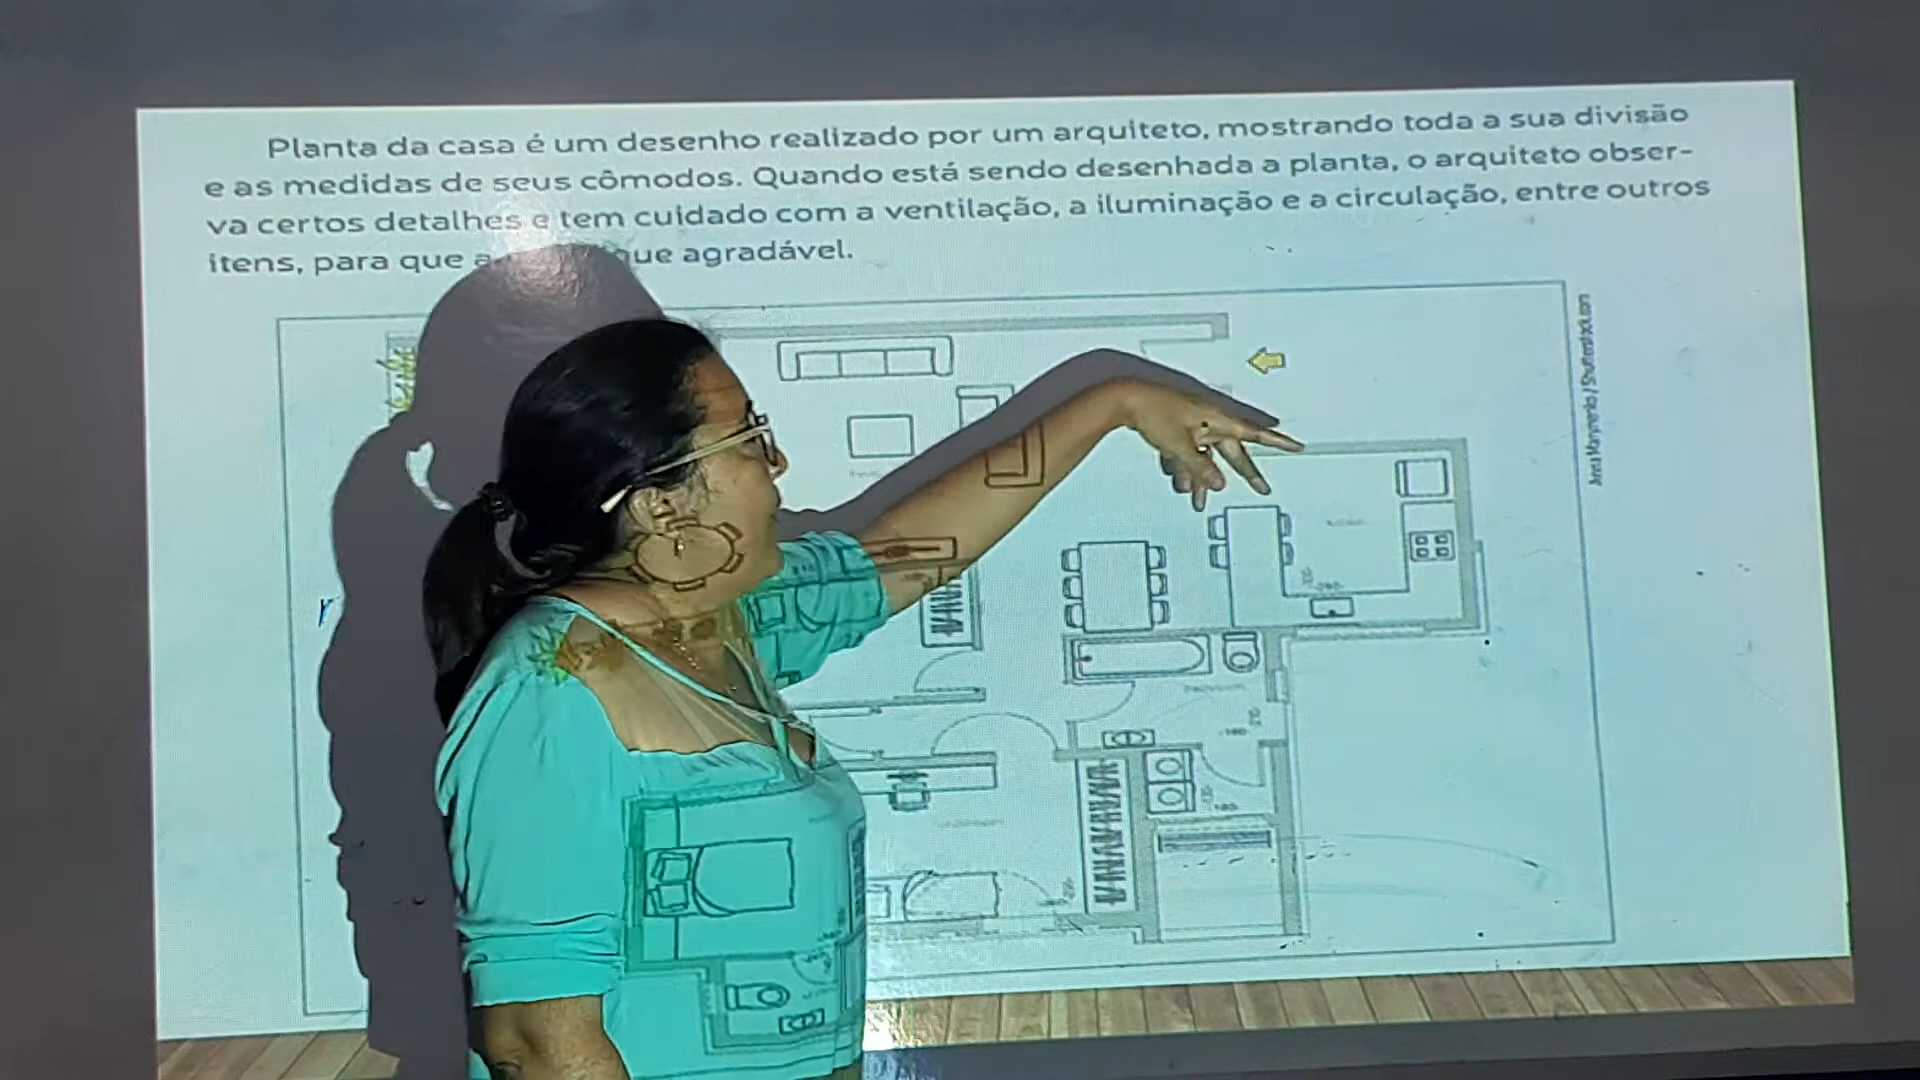 Planta da casa é um desenho realizado por um arquiteto, mostrando toda a sua divisão
e as medidas de seus cômodos. Quando está sendo desenhada a planta, o arquiteto obser-
va certos detalhes e tem cuidado com a ventilação, a iluminação e a circulação, entre outros
itens, para que a que agradável.